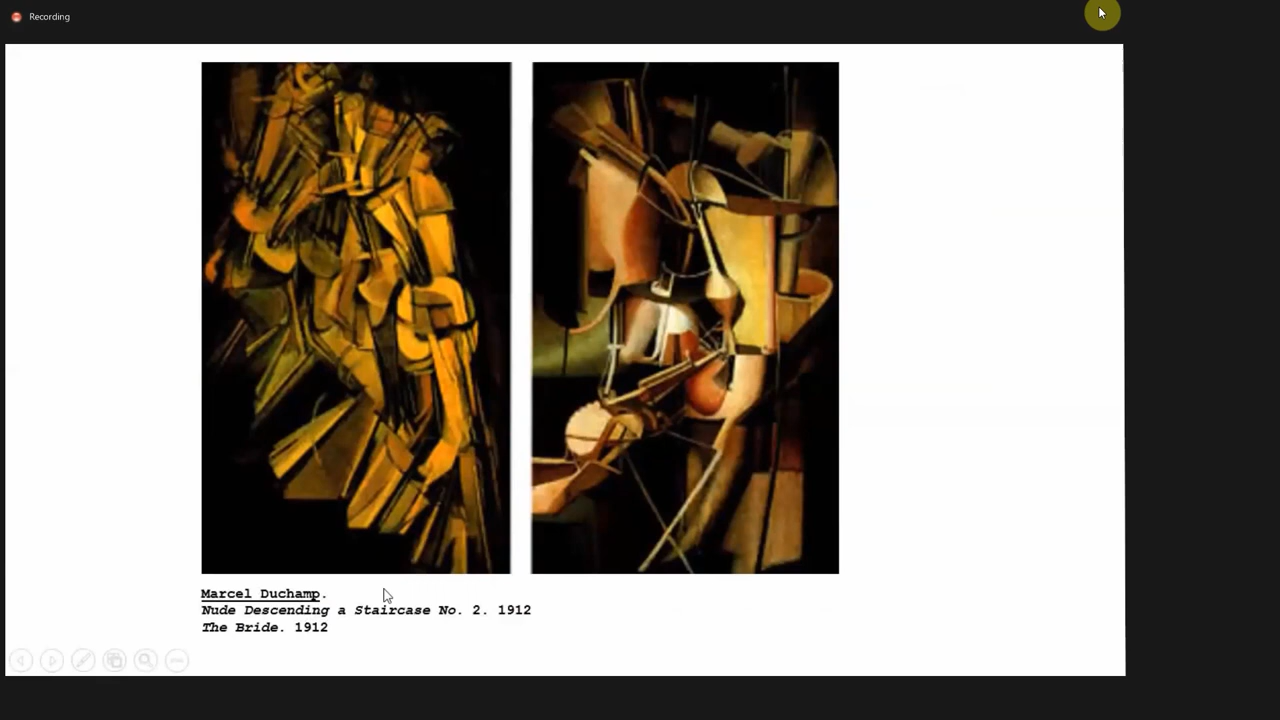 Recording
Marcel Duchamp.
Nude Descending a Staircase No. 2. 1912
The Bride. 1912